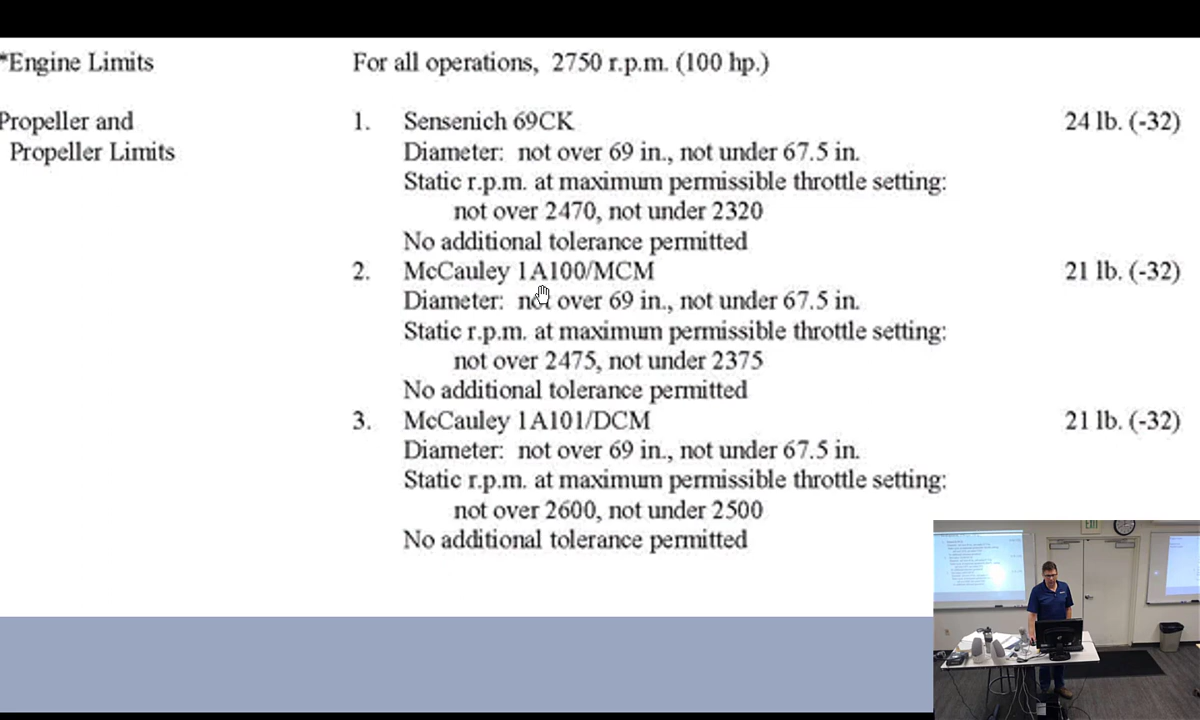 *Engine Limits For all operations, 2750 r.p.m. (100 hp.)
Propeller and 1. Sensenich 69CK 24 lb. (-32)
Propeller Limits Diameter: not over 69 in., not under 67.5 in.
Static r.p.m. at maximum permissible throttle setting:
not over 2470, not under 2320
No additional tolerance permitted
2. McCauley 1A100/MCM 21 lb. (-32)
Diameter: not over 69 in., not under 67.5 in.
Static r.p.m. at maximum permissible throttle setting:
not over 2475, not under 2375
No additional tolerance permitted
3. McCauley 1A101/DCM 21 lb. (-32)
Diameter: not over 69 in., not under 67.5 in.
Static r.p.m. at maximum permissible throttle setting:
not over 2600, not under 2500
No additional tolerance permitted
EXIT